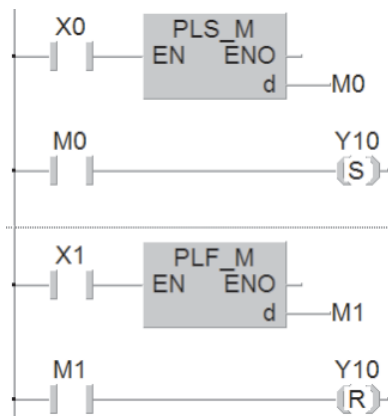 X0 PLS_M
EN ENO
d M0
M0 Y10
S
X1 PLF_M
EN ENO
d M1
M1 Y10
R